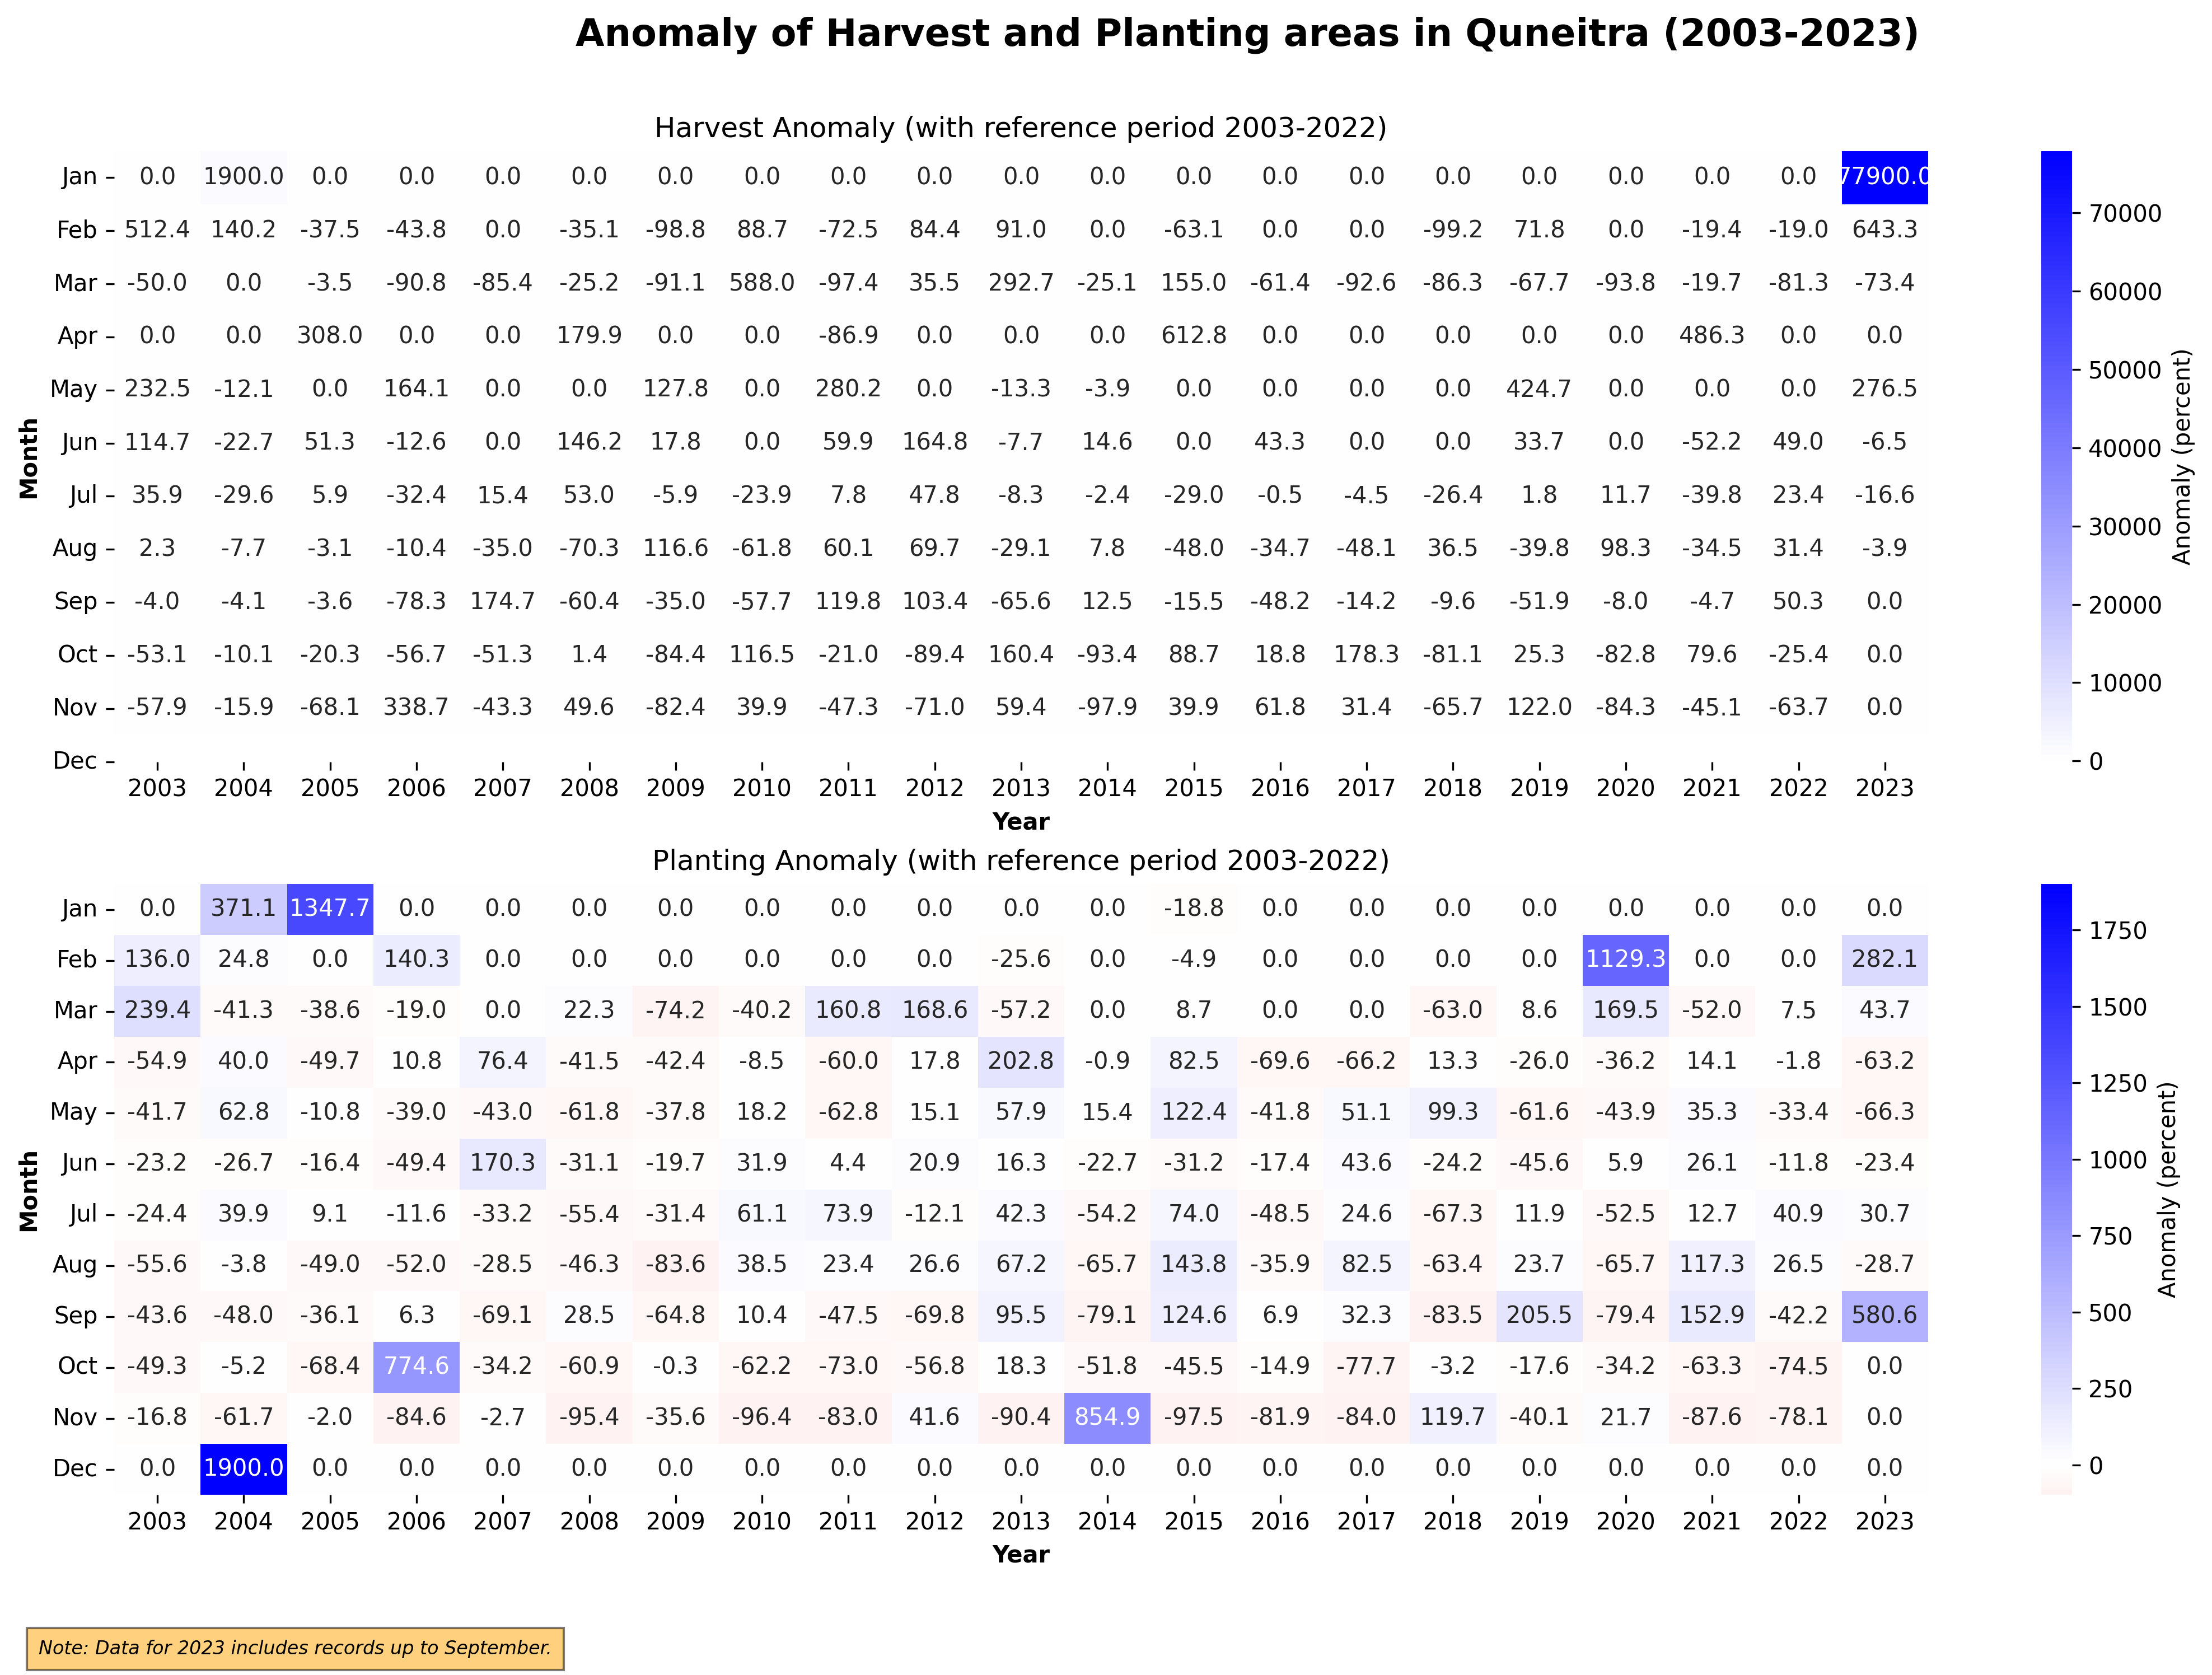 Anomaly of Harvest and Planting areas in Quneitra (2003-2023)
Harvest Anomaly (with reference period 2003-2022)
Jan 0.0 1900.0 0.0 0.0 0.0 0.0 0.0 0.0 0.0 0.0 0.0 0.0 0.0 0.0 0.0 0.0 0.0 0.0 0.0 0.0 77900.0
Feb 512.4 140.2 -37.5 -43.8 0.0 -35.1 -98.8 88.7 -72.5 84.4 91.0 0.0 -63.1 0.0 0.0 -99.2 71.8 0.0 -19.4 -19.0 643.3
Mar -50.0 0.0 -3.5 -90.8 -85.4 -25.2 -91.1 588.0 -97.4 35.5 292.7 -25.1 155.0 -61.4 -92.6 -86.3 -67.7 -93.8 -19.7 -81.3 -73.4
Apr 0.0 0.0 308.0 0.0 0.0 179.9 0.0 0.0 -86.9 0.0 0.0 0.0 612.8 0.0 0.0 0.0 0.0 0.0 486.3 0.0 0.0
May 232.5 -12.1 0.0 164.1 0.0 0.0 127.8 0.0 280.2 0.0 -13.3 -3.9 0.0 0.0 0.0 0.0 424.7 0.0 0.0 0.0 276.5
Jun 114.7 -22.7 51.3 -12.6 0.0 146.2 17.8 0.0 59.9 164.8 -7.7 14.6 0.0 43.3 0.0 0.0 33.7 0.0 -52.2 49.0 -6.5
Jul 35.9 -29.6 5.9 -32.4 15.4 53.0 -5.9 -23.9 7.8 47.8 -8.3 -2.4 -29.0 -0.5 -4.5 -26.4 1.8 11.7 -39.8 23.4 -16.6
Aug 2.3 -7.7 -3.1 -10.4 -35.0 -70.3 116.6 -61.8 60.1 69.7 -29.1 7.8 -48.0 -34.7 -48.1 36.5 -39.8 98.3 -34.5 31.4 -3.9
Sep -4.0 -4.1 -3.6 -78.3 174.7 -60.4 -35.0 -57.7 119.8 103.4 -65.6 12.5 -15.5 -48.2 -14.2 -9.6 -51.9 -8.0 -4.7 50.3 0.0
Oct -53.1 -10.1 -20.3 -56.7 -51.3 1.4 -84.4 116.5 -21.0 -89.4 160.4 -93.4 88.7 18.8 178.3 -81.1 25.3 -82.8 79.6 -25.4 0.0
Nov -57.9 -15.9 -68.1 338.7 -43.3 49.6 -82.4 39.9 -47.3 -71.0 59.4 -97.9 39.9 61.8 31.4 -65.7 122.0 -84.3 -45.1 -63.7 0.0
Dec
2003 2004 2005 2006 2007 2008 2009 2010 2011 2012 2013 2014 2015 2016 2017 2018 2019 2020 2021 2022 2023
Year
Month
70000
60000
50000
40000
30000
20000
10000
0
Anomaly (percent)
Planting Anomaly (with reference period 2003-2022)
Jan 0.0 371.1 1347.7 0.0 0.0 0.0 0.0 0.0 0.0 0.0 0.0 0.0 -18.8 0.0 0.0 0.0 0.0 0.0 0.0 0.0 0.0
Feb 136.0 24.8 0.0 140.3 0.0 0.0 0.0 0.0 0.0 0.0 -25.6 0.0 -4.9 0.0 0.0 0.0 0.0 1129.3 0.0 0.0 282.1
Mar 239.4 -41.3 -38.6 -19.0 0.0 22.3 -74.2 -40.2 160.8 168.6 -57.2 0.0 8.7 0.0 0.0 -63.0 8.6 169.5 -52.0 7.5 43.7
Apr -54.9 40.0 -49.7 10.8 76.4 -41.5 -42.4 -8.5 -60.0 17.8 202.8 -0.9 82.5 -69.6 -66.2 13.3 -26.0 -36.2 14.1 -1.8 -63.2
May -41.7 62.8 -10.8 -39.0 -43.0 -61.8 -37.8 18.2 -62.8 15.1 57.9 15.4 122.4 -41.8 51.1 99.3 -61.6 -43.9 35.3 -33.4 -66.3
Jun -23.2 -26.7 -16.4 -49.4 170.3 -31.1 -19.7 31.9 4.4 20.9 16.3 -22.7 -31.2 -17.4 43.6 -24.2 -45.6 5.9 26.1 -11.8 -23.4
Jul -24.4 39.9 9.1 -11.6 -33.2 -55.4 -31.4 61.1 73.9 -12.1 42.3 -54.2 74.0 -48.5 24.6 -67.3 11.9 -52.5 12.7 40.9 30.7
Aug -55.6 -3.8 -49.0 -52.0 -28.5 -46.3 -83.6 38.5 23.4 26.6 67.2 -65.7 143.8 -35.9 82.5 -63.4 23.7 -65.7 117.3 26.5 -28.7
Sep -43.6 -48.0 -36.1 6.3 -69.1 28.5 -64.8 10.4 -47.5 -69.8 95.5 -79.1 124.6 6.9 32.3 -83.5 205.5 -79.4 152.9 -42.2 580.6
Oct -49.3 -5.2 -68.4 774.6 -34.2 -60.9 -0.3 -62.2 -73.0 -56.8 18.3 -51.8 -45.5 -14.9 -77.7 -3.2 -17.6 -34.2 -63.3 -74.5 0.0
Nov -16.8 -61.7 -2.0 -84.6 -2.7 -95.4 -35.6 -96.4 -83.0 41.6 -90.4 854.9 -97.5 -81.9 -84.0 119.7 -40.1 21.7 -87.6 -78.1 0.0
Dec 0.0 1900.0 0.0 0.0 0.0 0.0 0.0 0.0 0.0 0.0 0.0 0.0 0.0 0.0 0.0 0.0 0.0 0.0 0.0 0.0 0.0
2003 2004 2005 2006 2007 2008 2009 2010 2011 2012 2013 2014 2015 2016 2017 2018 2019 2020 2021 2022 2023
Year
Month
1750
1500
1250
1000
750
500
250
0
Anomaly (percent)
Note: Data for 2023 includes records up to September.